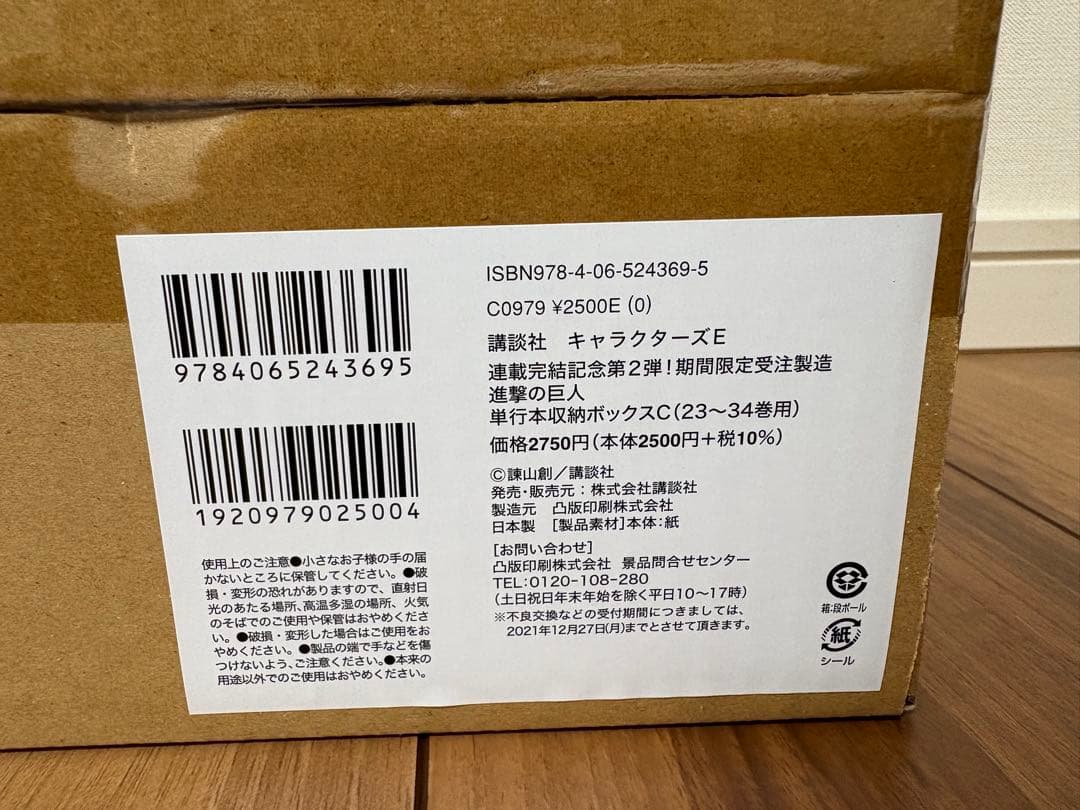 9784065243695
1920979025004
使用上のご注意●小さなお子様の手の届
かないところに保管してください。●破
損・変形の恐れがありますので、直射日
光のあたる場所、高温多湿の場所、火気
のそばでのご使用や保管はおやめくださ
い。●破損・変形した場合はご使用をお
やめください。●製品の端で手などを傷
つけないよう、ご注意ください。●本来の
用途以外でのご使用はおやめください。
ISBN978-4-06-524369-5
C0979 ¥2500E (0)
講談社 キャラクターズE
連載完結記念第2弾!期間限定受注製造
進撃の巨人
単行本収納ボックスC(23〜34巻用)
価格2750円(本体2500円+税10%)
©諫山創/講談社
発売・販売元:株式会社講談社
製造元 凸版印刷株式会社
日本製 [製品素材]本体:紙
[お問い合わせ]
凸版印刷株式会社 景品問合せセンター
TEL:0120-108-280
(土日祝日年末年始を除く平日10〜17時)
※不良交換などの受付期間につきましては、
2021年12月27日(月)までとさせて頂きます。
箱:段ボール
紙
シール